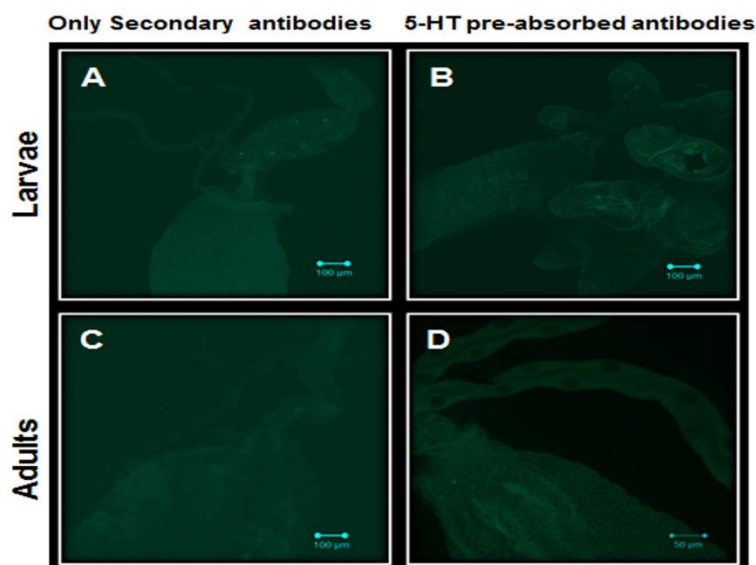 Only Secondary antibodies 5-HT pre-absorbed antibodies
Larvae
A
100 µm
B
100 µm
Adults
C
100 µm
D
50 µm